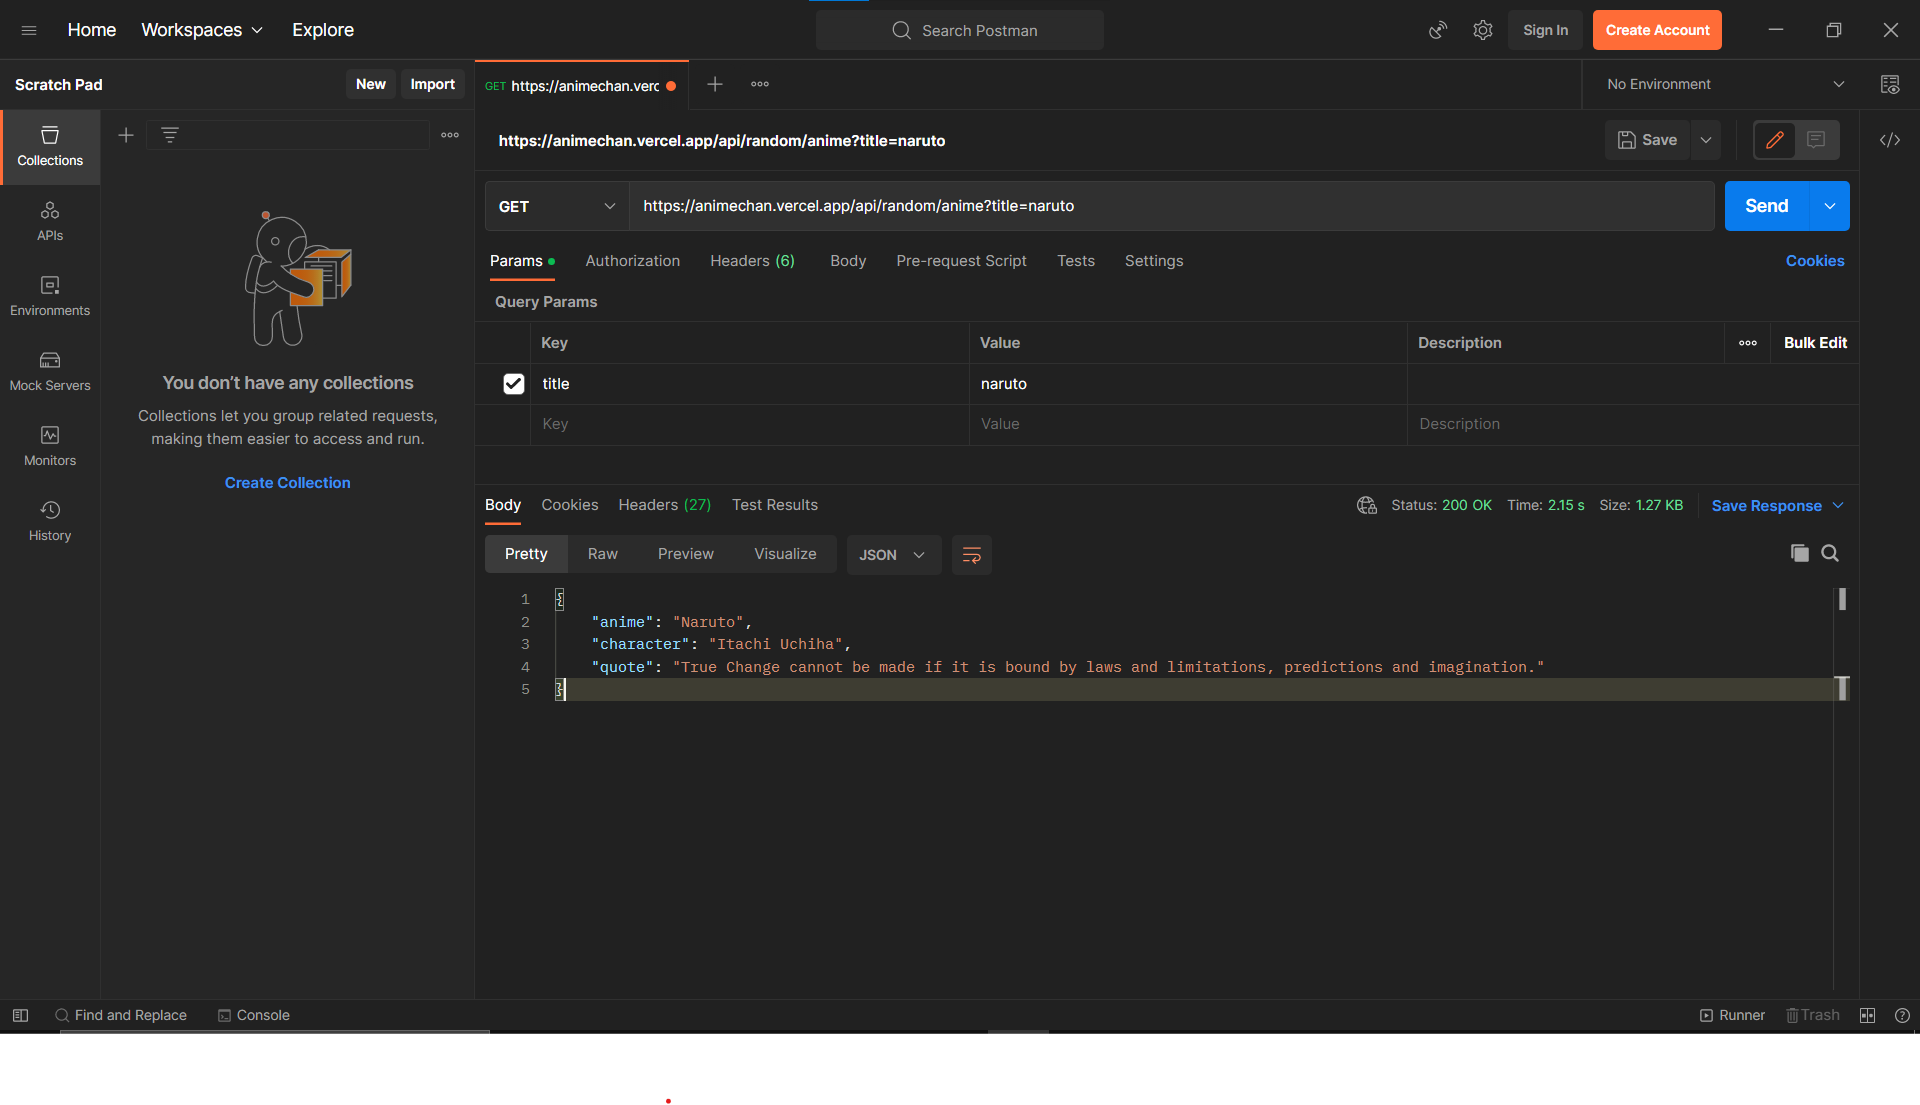 Home Workspaces Explore Search Postman Sign In Create Account
Scratch Pad New Import GET https://animechan.verc No Environment
https://animechan.vercel.app/api/random/anime?title=naruto Save
Collections
APIs
Environments
Mock Servers
Monitors
History
You don’t have any collections
Collections let you group related requests,
making them easier to access and run.
Create Collection
GET https://animechan.vercel.app/api/random/anime?title=naruto Send
Params Authorization Headers (6) Body Pre-request Script Tests Settings Cookies
Query Params
Key Value Description Bulk Edit
title naruto
Key Value Description
Body Cookies Headers (27) Test Results Status: 200 OK Time: 2.15 s Size: 1.27 KB Save Response
Pretty Raw Preview Visualize JSON
1 {
2 "anime": "Naruto",
3 "character": "Itachi Uchiha",
4 "quote": "True Change cannot be made if it is bound by laws and limitations, predictions and imagination."
5 }
Find and Replace Console Runner Trash